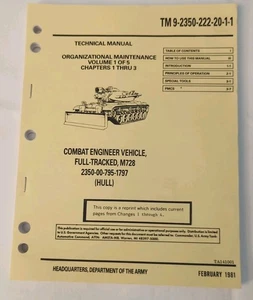 TM 9-2350-222-20-1-1
TECHNICAL MANUAL
ORGANIZATIONAL MAINTENANCE
VOLUME 1 OF 5
CHAPTERS 1 THRU 3
TABLE OF CONTENTS
HOW TO USE THIS MANUAL
INTRODUCTION
PRINCIPLES OF OPERATION
SPECIAL TOOLS
COMBAT ENGINEER VEHICLE,
FULL-TRACKED, M728
2350-00-795-1797
(HULL)
This copy is a reprint which includes current
pages from Changes 1 through 4.
HEADQUARTERS, DEPARTMENT OF THE ARMY
FEBRUARY 1981